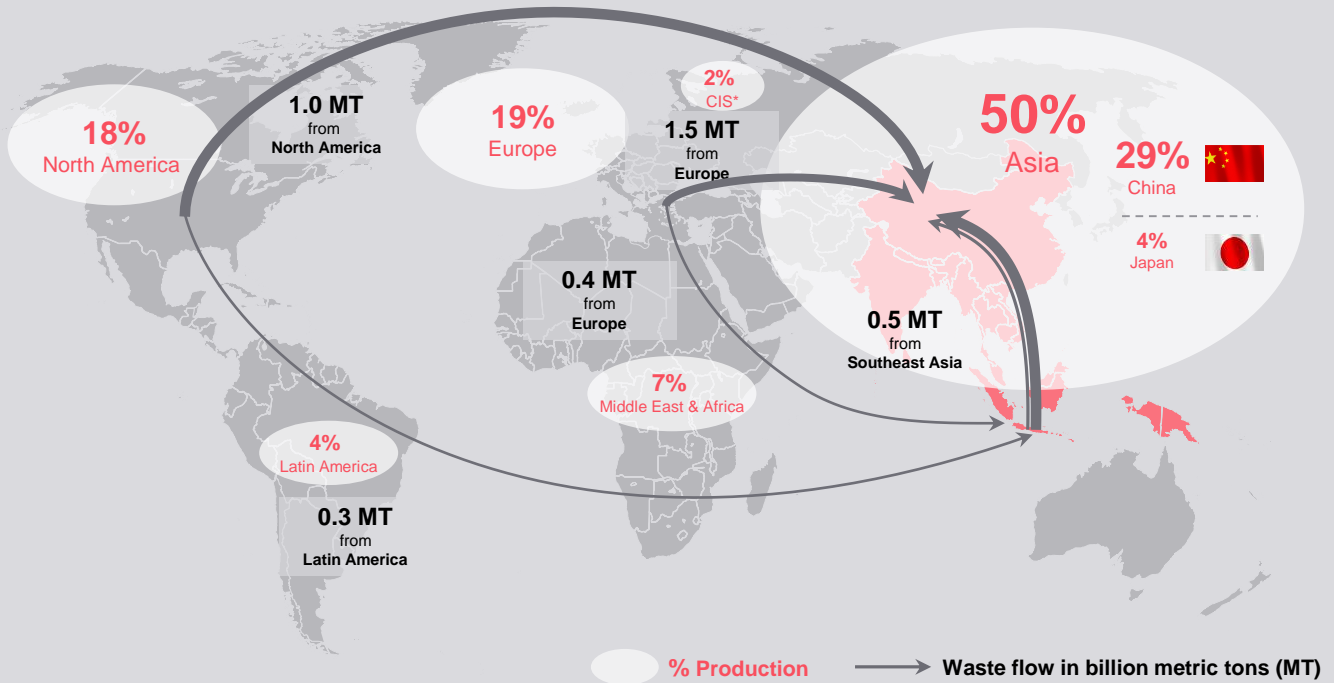 18%
North America
1.0 MT
from
North America
19%
Europe
2%
CIS*
1.5 MT
from
Europe
50%
Asia
29%
China
4%
Japan
0.4 MT
from
Europe
0.5 MT
from
Southeast Asia
7%
Middle East & Africa
4%
Latin America
0.3 MT
from
Latin America
% Production
Waste flow in billion metric tons (MT)